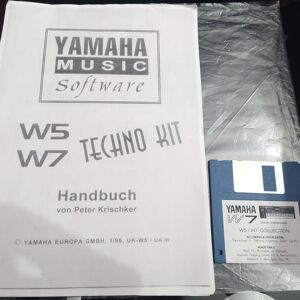 YAMAHA
MUSIC
Software
W5
W7
TECHNO KIT
Handbuch
von Peter Krischker
© YAMAHA EUROPA GMBH, 1/96, UK-W5 / UK-W
YAMAHA
W7
W5 / W7 COLLECTION